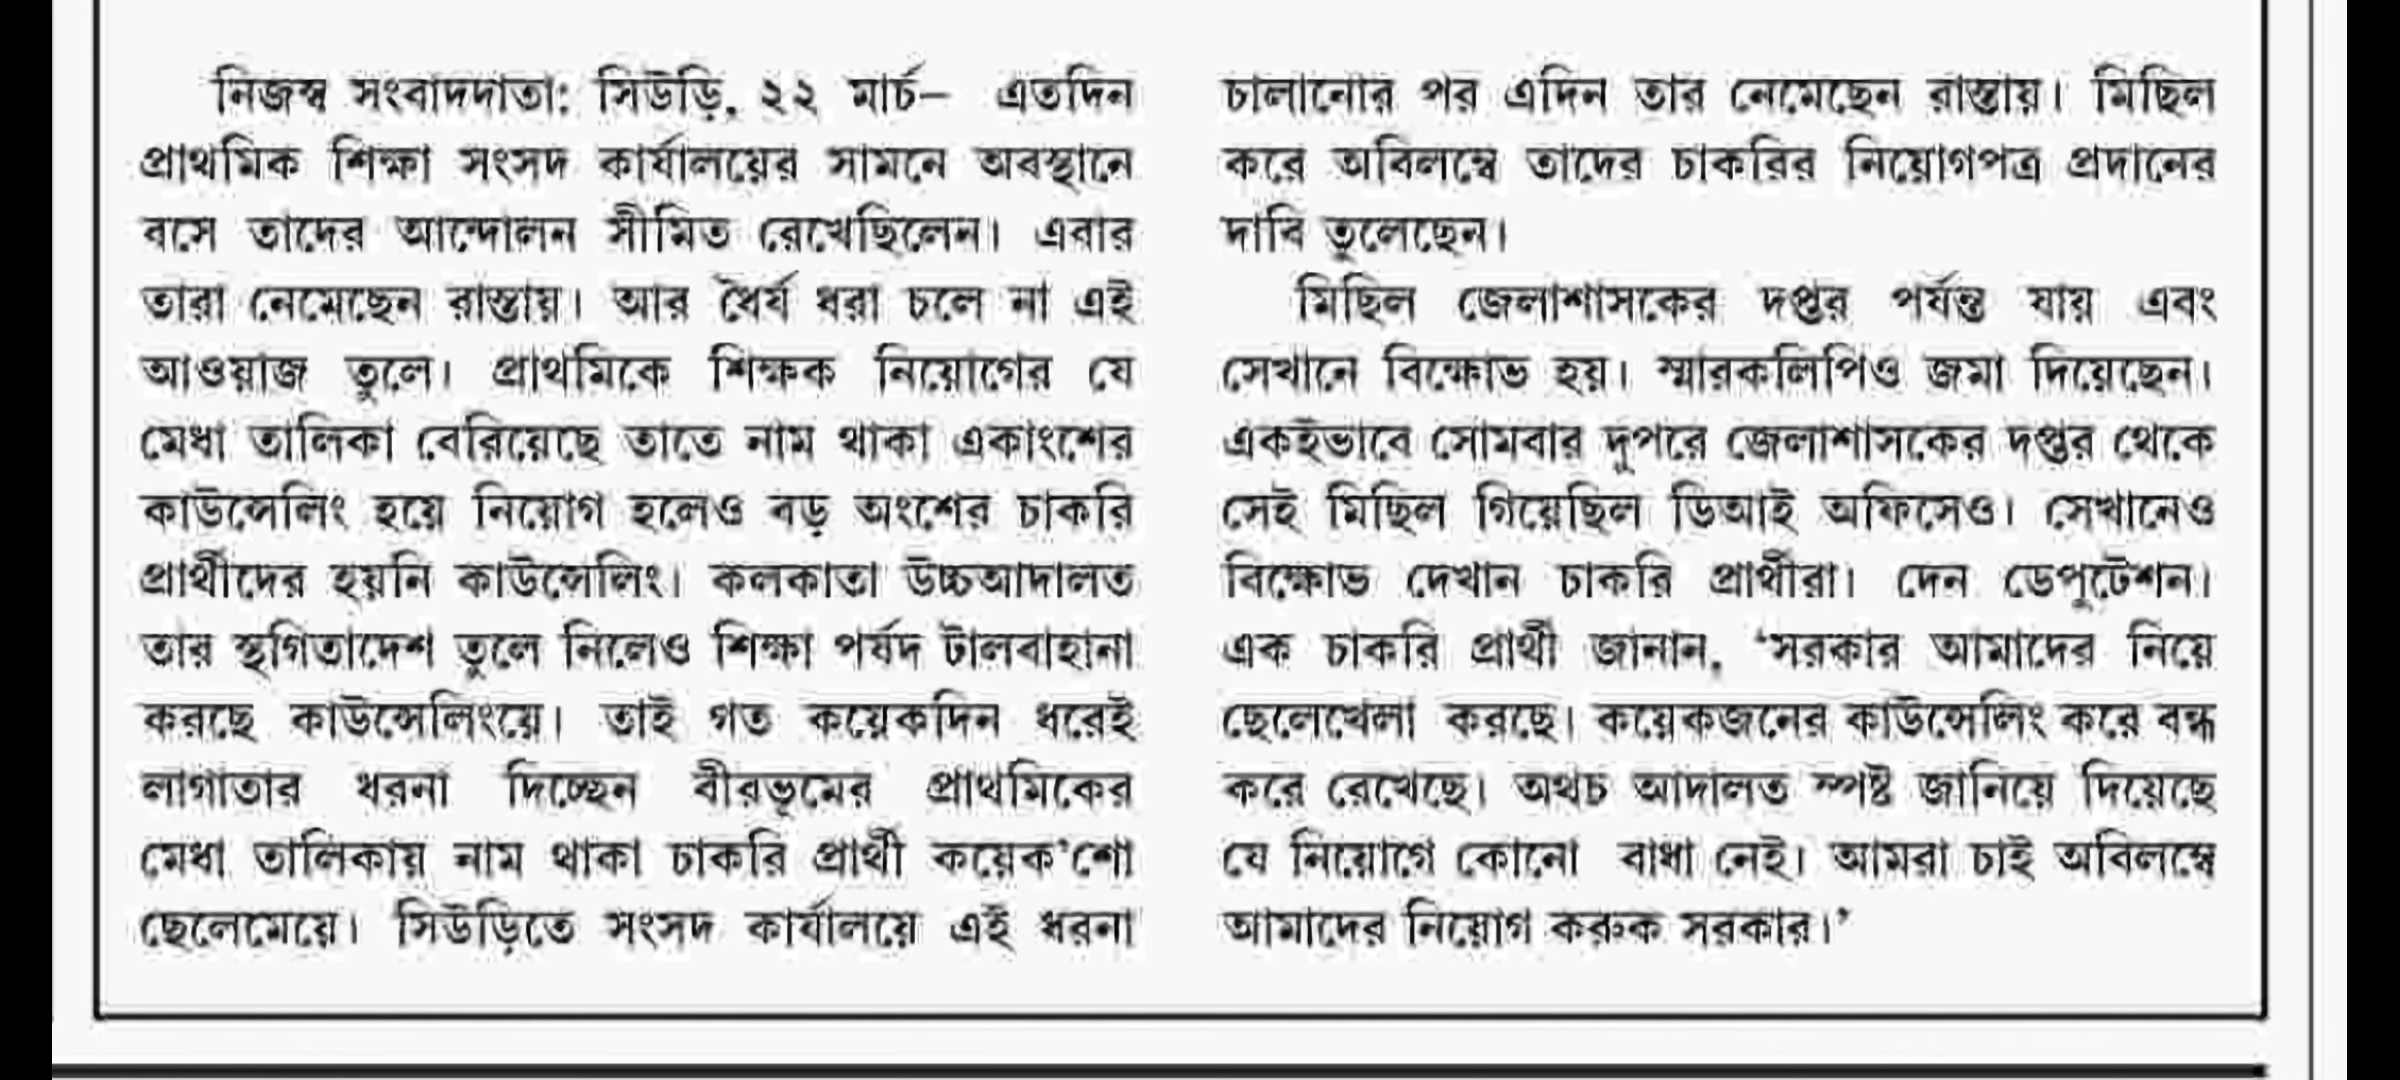 নিজস্ব সংবাদদাতা: সিউড়ি, ২২ মার্চ– এতদিন
প্রাথমিক শিক্ষা সংসদ কার্যালয়ের সামনে অবস্থানে
বসে তাদের আন্দোলন সীমিত রেখেছিলেন। এবার
তারা নেমেছেন রাস্তায়। আর ধৈর্য ধরা চলে না এই
আওয়াজ তুলে। প্রাথমিকে শিক্ষক নিয়োগের যে
মেধা তালিকা বেরিয়েছে তাতে নাম থাকা একাংশের
কাউন্সেলিং হয়ে নিয়োগ হলেও বড় অংশের চাকরি
প্রার্থীদের হয়নি কাউন্সেলিং। কলকাতা উচ্চআদালত
তার স্থগিতাদেশ তুলে নিলেও শিক্ষা পর্ষদ টালবাহানা
করছে কাউন্সেলিংয়ে। তাই গত কয়েকদিন ধরেই
লাগাতার ধরনা দিচ্ছেন বীরভূমের প্রাথমিকের
মেধা তালিকায় নাম থাকা চাকরি প্রার্থী কয়েক'শো
ছেলেমেয়ে। সিউড়িতে সংসদ কার্যালয়ে এই ধরনা
চালানোর পর এদিন তার নেমেছেন রাস্তায়। মিছিল
করে অবিলম্বে তাদের চাকরির নিয়োগপত্র প্রদানের
দাবি তুলেছেন।
মিছিল জেলাশাসকের দপ্তর পর্যন্ত যায় এবং
সেখানে বিক্ষোভ হয়। স্মারকলিপিও জমা দিয়েছেন।
একইভাবে সোমবার দুপরে জেলাশাসকের দপ্তর থেকে
সেই মিছিল গিয়েছিল ডিআই অফিসেও। সেখানেও
বিক্ষোভ দেখান চাকরি প্রার্থীরা। দেন ডেপুটেশন।
এক চাকরি প্রার্থী জানান, ‘সরকার আমাদের নিয়ে
ছেলেখেলা করছে। কয়েকজনের কাউন্সেলিং করে বন্ধ
করে রেখেছে। অথচ আদালত স্পষ্ট জানিয়ে দিয়েছে
যে নিয়োগে কোনো বাধা নেই। আমরা চাই অবিলম্বে
আমাদের নিয়োগ করুক সরকার।’